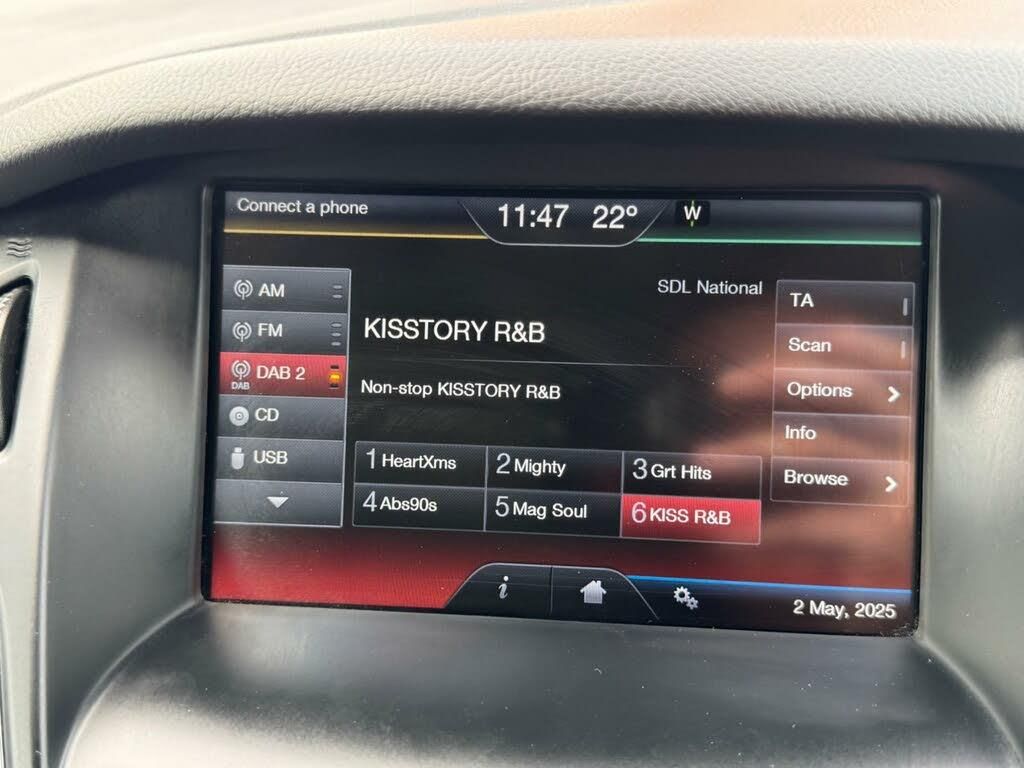 Connect a phone
11:47 22º W
SDL National
AM
FM
DAB
DAB 2
CD
USB
KISSTORY R&B
Non-stop KISSTORY R&B
1 HeartXms
2 Mighty
3 Grt Hits
4 Abs90s
5 Mag Soul
6 KISS R&B
TA
Scan
Options
Info
Browse
i
2 May, 2025